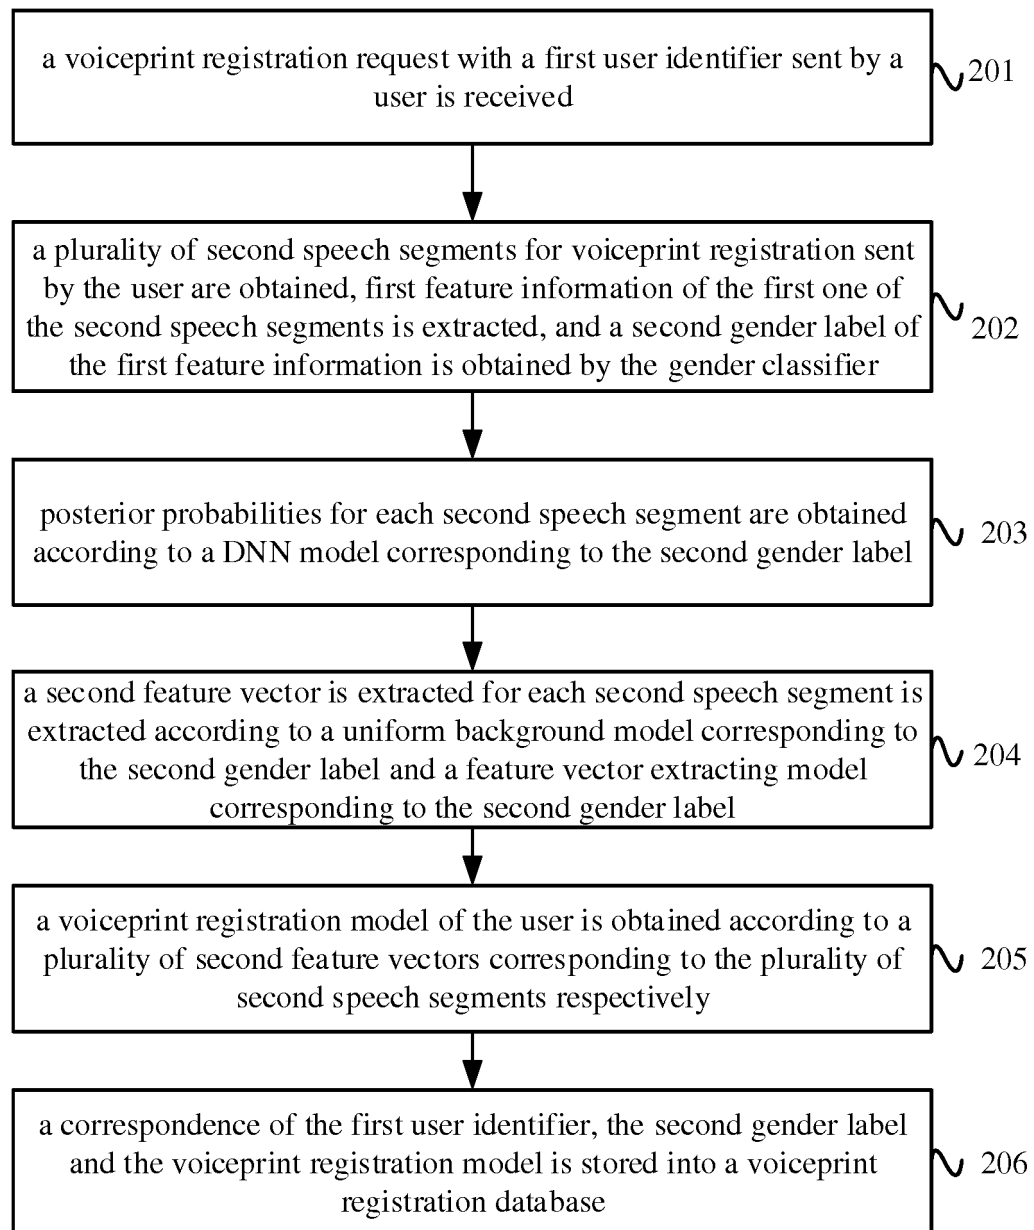 a voiceprint registration request with a first user identifier sent by a
user is received
201
a plurality of second speech segments for voiceprint registration sent
by the user are obtained, first feature information of the first one of
the second speech segments is extracted, and a second gender label of
the first feature information is obtained by the gender classifier
202
posterior probabilities for each second speech segment are obtained
according to a DNN model corresponding to the second gender label
203
a second feature vector is extracted for each second speech segment is
extracted according to a uniform background model corresponding to
the second gender label and a feature vector extracting model
corresponding to the second gender label
204
a voiceprint registration model of the user is obtained according to a
plurality of second feature vectors corresponding to the plurality of
second speech segments respectively
205
a correspondence of the first user identifier, the second gender label
and the voiceprint registration model is stored into a voiceprint
registration database
206